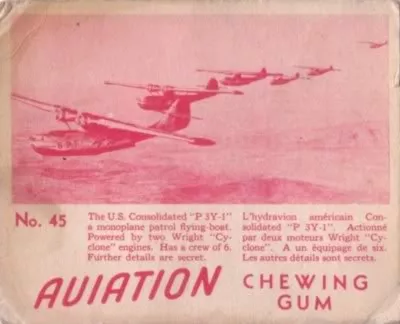 No. 45
The U.S. Consolidated "P 3Y-1"
a monoplane patrol flying-boat.
Powered by two Wright "Cy-
clone" engines. Has a crew of 6.
Further details are secret.
L'hydravion américain Con-
solidated "P 3Y-1". Actionné
par deux moteurs Wright "Cy-
clone". A un équipage de six.
Les autres détails sont secrets.
AVIATION
CHEWING
GUM